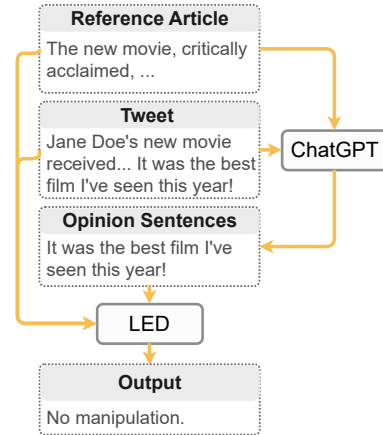 Reference Article
The new movie, critically
acclaimed, ...
Tweet
Jane Doe's new movie
received... It was the best
film I've seen this year!
ChatGPT
Opinion Sentences
It was the best film I've
seen this year!
LED
Output
No manipulation.